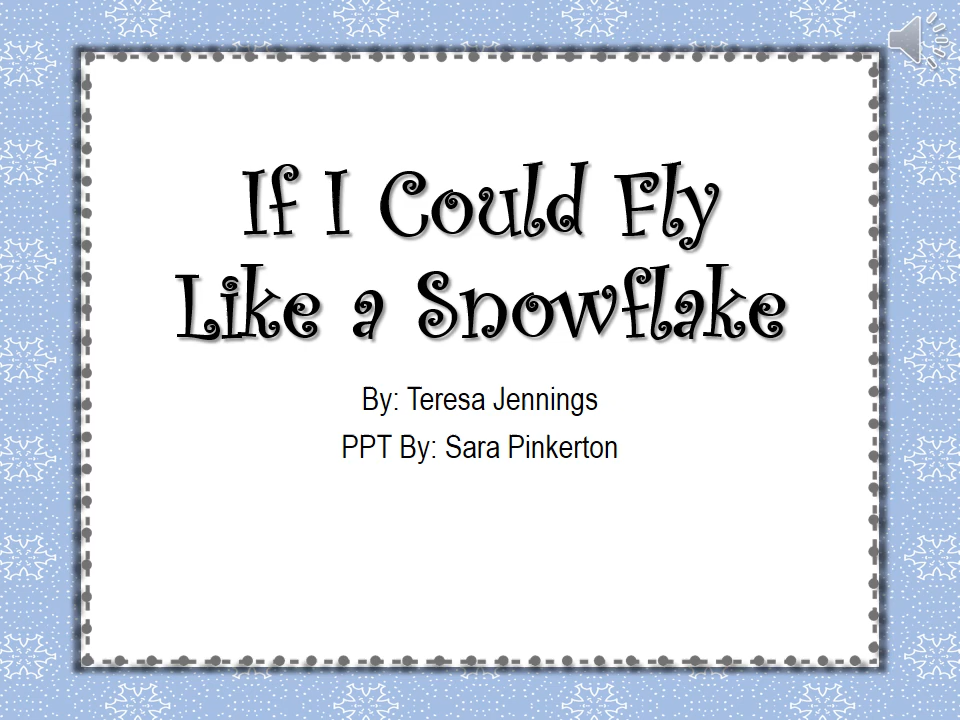 If I Could Fly
Like a Snowflake
By: Teresa Jennings
PPT By: Sara Pinkerton